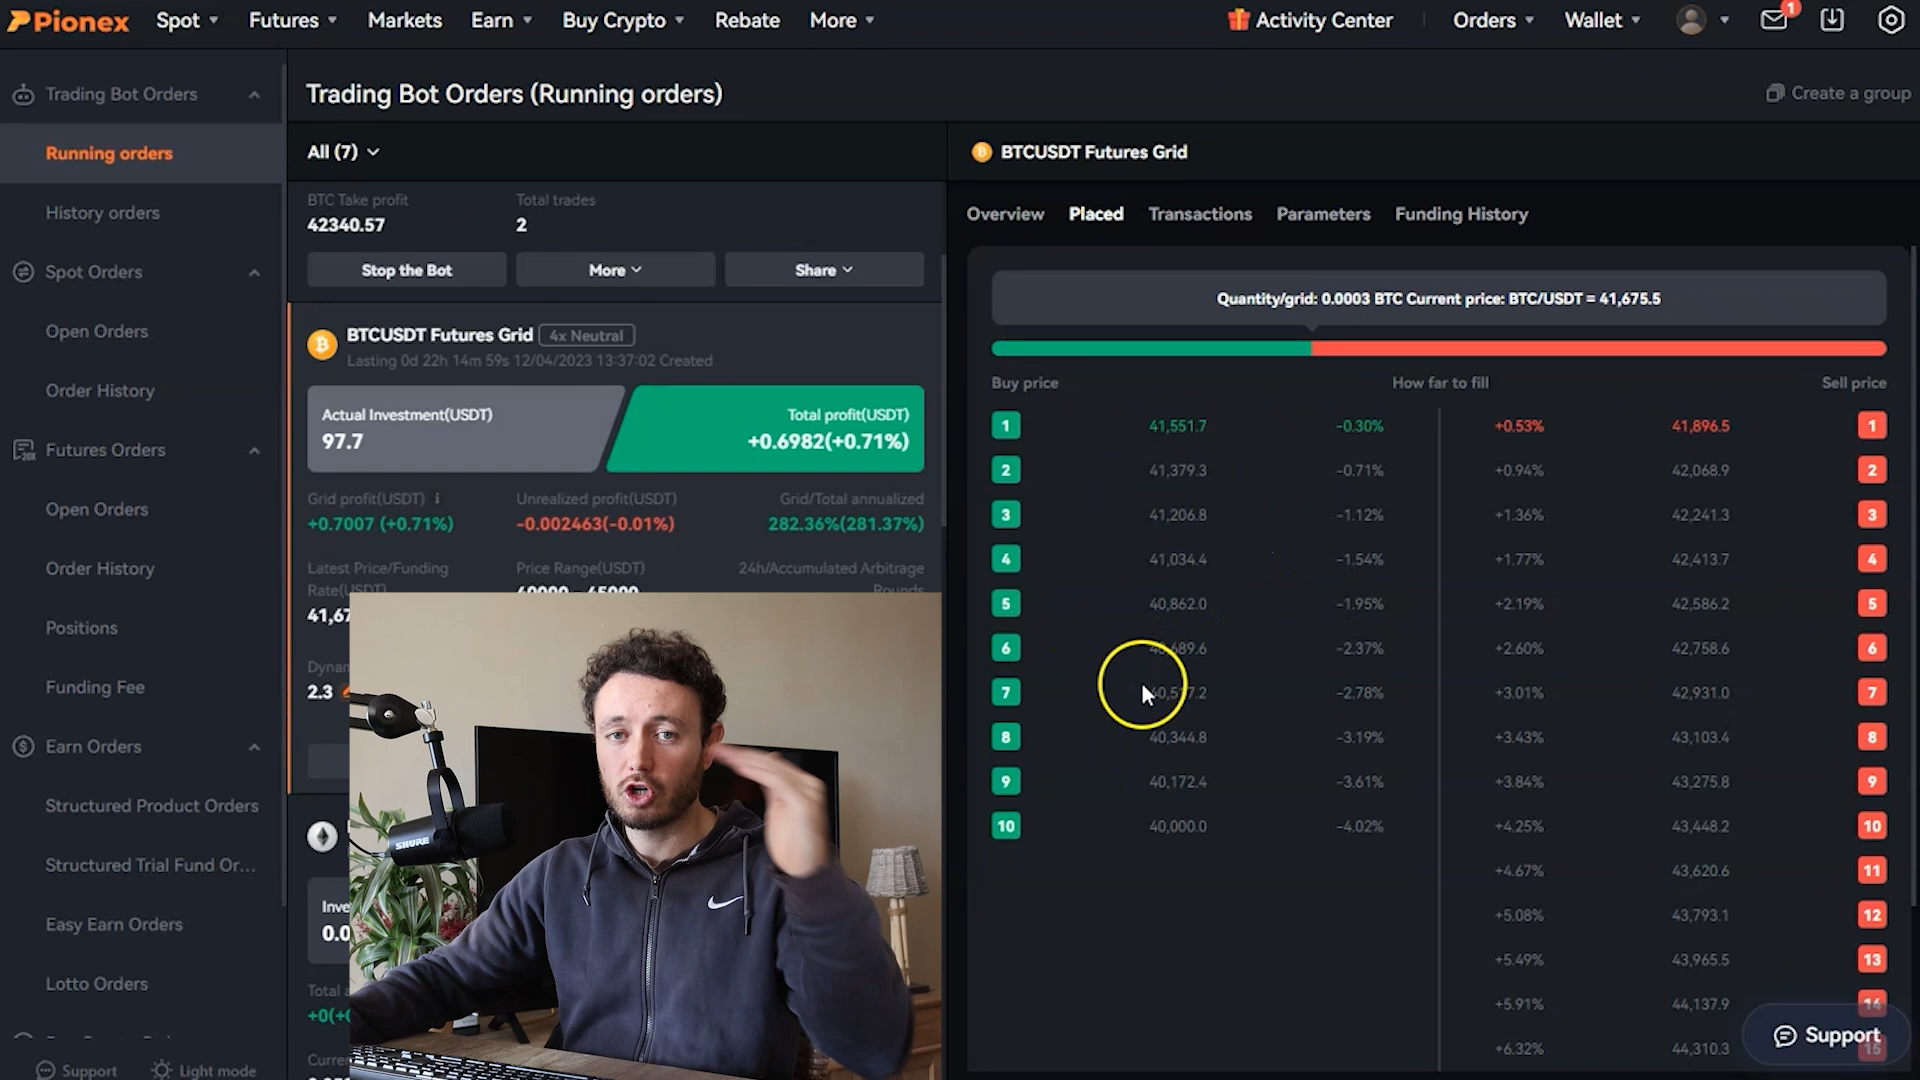 Pionex
Spot
Futures
Markets
Earn
Buy Crypto
Rebate
More
Activity Center
Orders
Wallet
1
Trading Bot Orders
Running orders
History orders
Spot Orders
Open Orders
Order History
Futures Orders
Open Orders
Order History
Positions
Funding Fee
Earn Orders
Structured Product Orders
Structured Trial Fund Or...
Easy Earn Orders
Lotto Orders
Support
Light mode
Trading Bot Orders (Running orders)
Create a group
All (7)
BTC Take profit
Total trades
42340.57
2
Stop the Bot
More
Share
BTCUSDT Futures Grid
4x Neutral
Lasting 0d 22h 14m 59s 12/04/2023 13:37:02 Created
Actual Investment(USDT)
97.7
Total profit(USDT)
+0.6982(+0.71%)
Grid profit(USDT)
Unrealized profit(USDT)
Grid/Total annualized
+0.7007 (+0.71%)
-0.002463(-0.01%)
282.36%(281.37%)
Latest Price/Funding
Rate(USDT)
Price Range(USDT)
24h/Accumulated Arbitrage
Rounds
40000 - 45000
2.3
SHURE
BTCUSDT Futures Grid
Overview
Placed
Transactions
Parameters
Funding History
Quantity/grid: 0.0003 BTC Current price: BTC/USDT = 41,675.5
Buy price
How far to fill
Sell price
1 41,551.7 -0.30% +0.53% 41,896.5 1
2 41,379.3 -0.71% +0.94% 42,068.9 2
3 41,206.8 -1.12% +1.36% 42,241.3 3
4 41,034.4 -1.54% +1.77% 42,413.7 4
5 40,862.0 -1.95% +2.19% 42,586.2 5
6 40,689.6 -2.37% +2.60% 42,758.6 6
7 40,517.2 -2.78% +3.01% 42,931.0 7
8 40,344.8 -3.19% +3.43% 43,103.4 8
9 40,172.4 -3.61% +3.84% 43,275.8 9
10 40,000.0 -4.02% +4.25% 43,448.2 10
+4.67% 43,620.6 11
+5.08% 43,793.1 12
+5.49% 43,965.5 13
+5.91% 44,137.9 14
+6.32% 44,310.3 15
Support